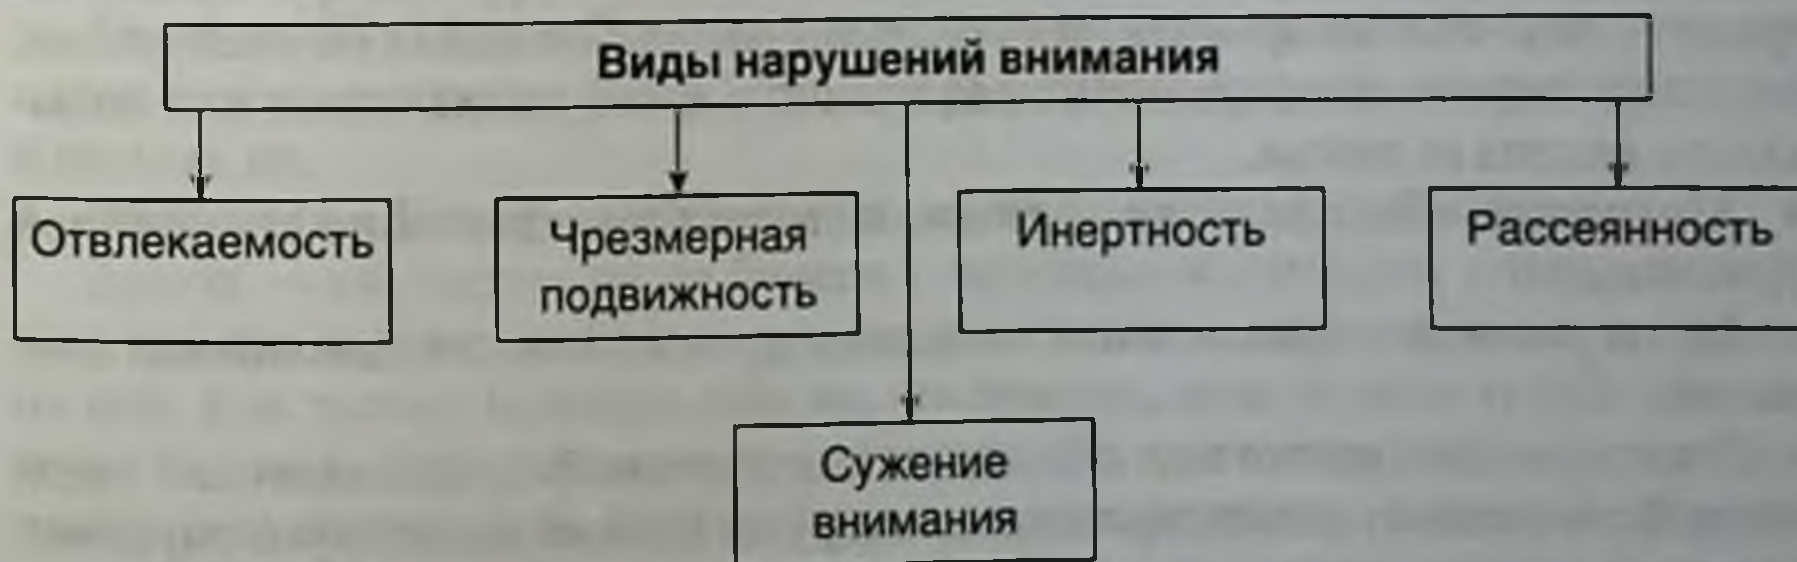 Виды нарушений внимания
Отвлекаемость
Чрезмерная
подвижность
Инертность
Рассеянность
Сужение
внимания